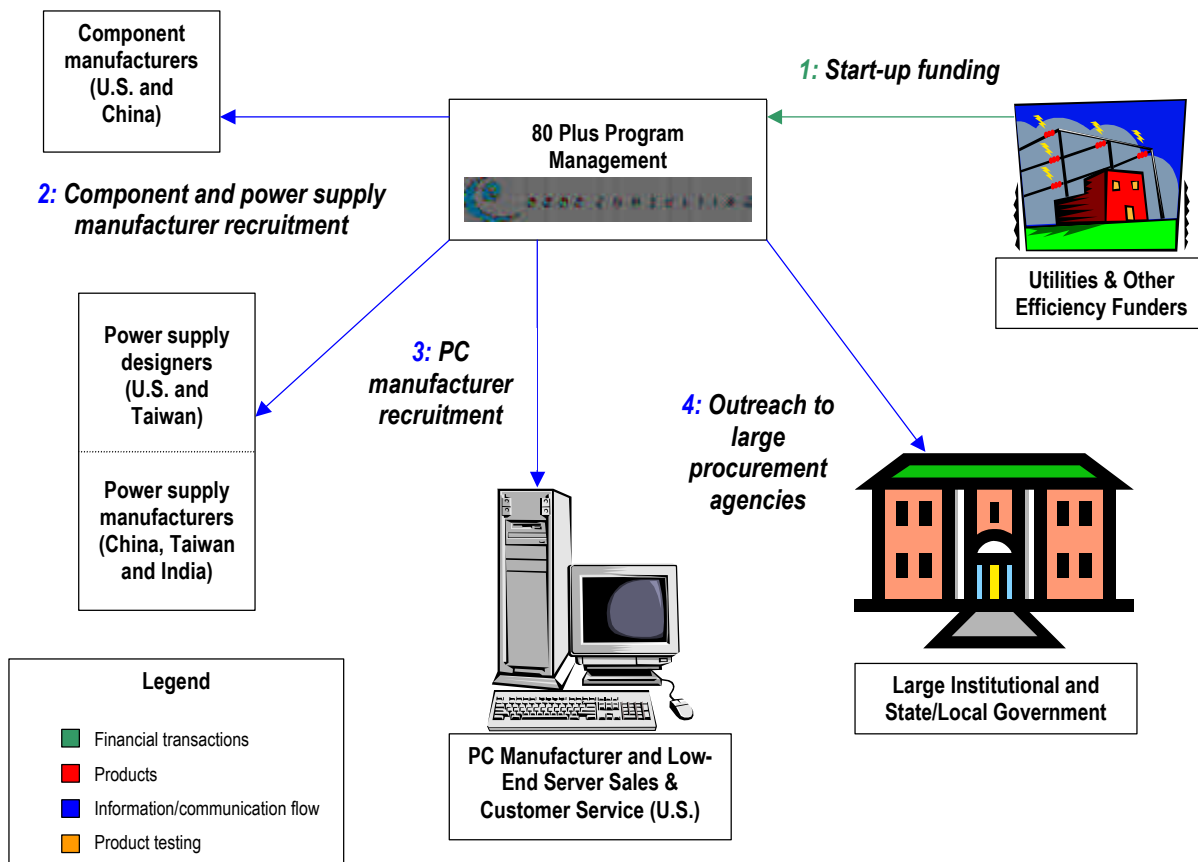 Component
manufacturers
(U.S. and
China)
1: Start-up funding
80 Plus Program
Management
2: Component and power supply
manufacturer recruitment
Utilities & Other
Efficiency Funders
Power supply
designers
(U.S. and
Taiwan)
Power supply
manufacturers
(China, Taiwan
and India)
3: PC
manufacturer
recruitment
4: Outreach to
large
procurement
agencies
Large Institutional and
State/Local Government
PC Manufacturer and Low-
End Server Sales &
Customer Service (U.S.)
Legend
Financial transactions
Products
Information/communication flow
Product testing